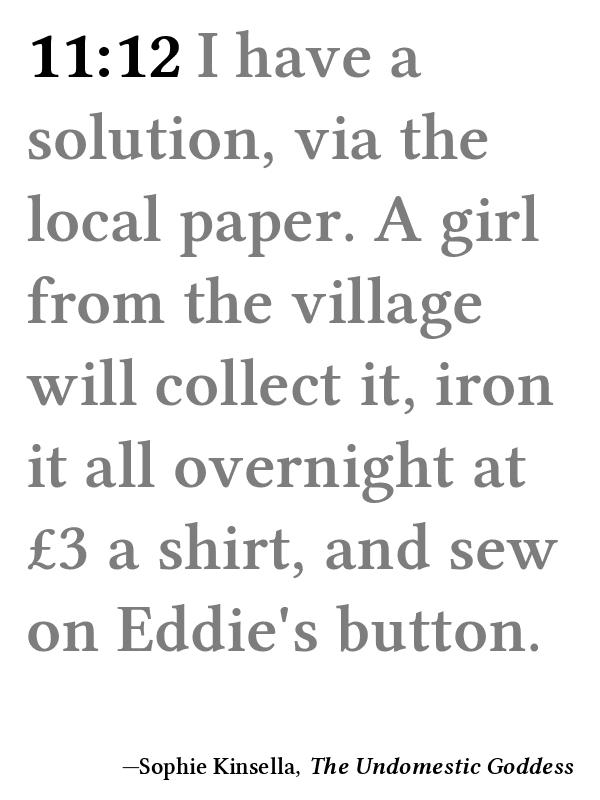 11:12 I have a
solution, via the
local paper. A girl
from the village
will collect it, iron
it all overnight at
£3 a shirt, and sew
on Eddie's button.
—Sophie Kinsella, The Undomestic Goddess